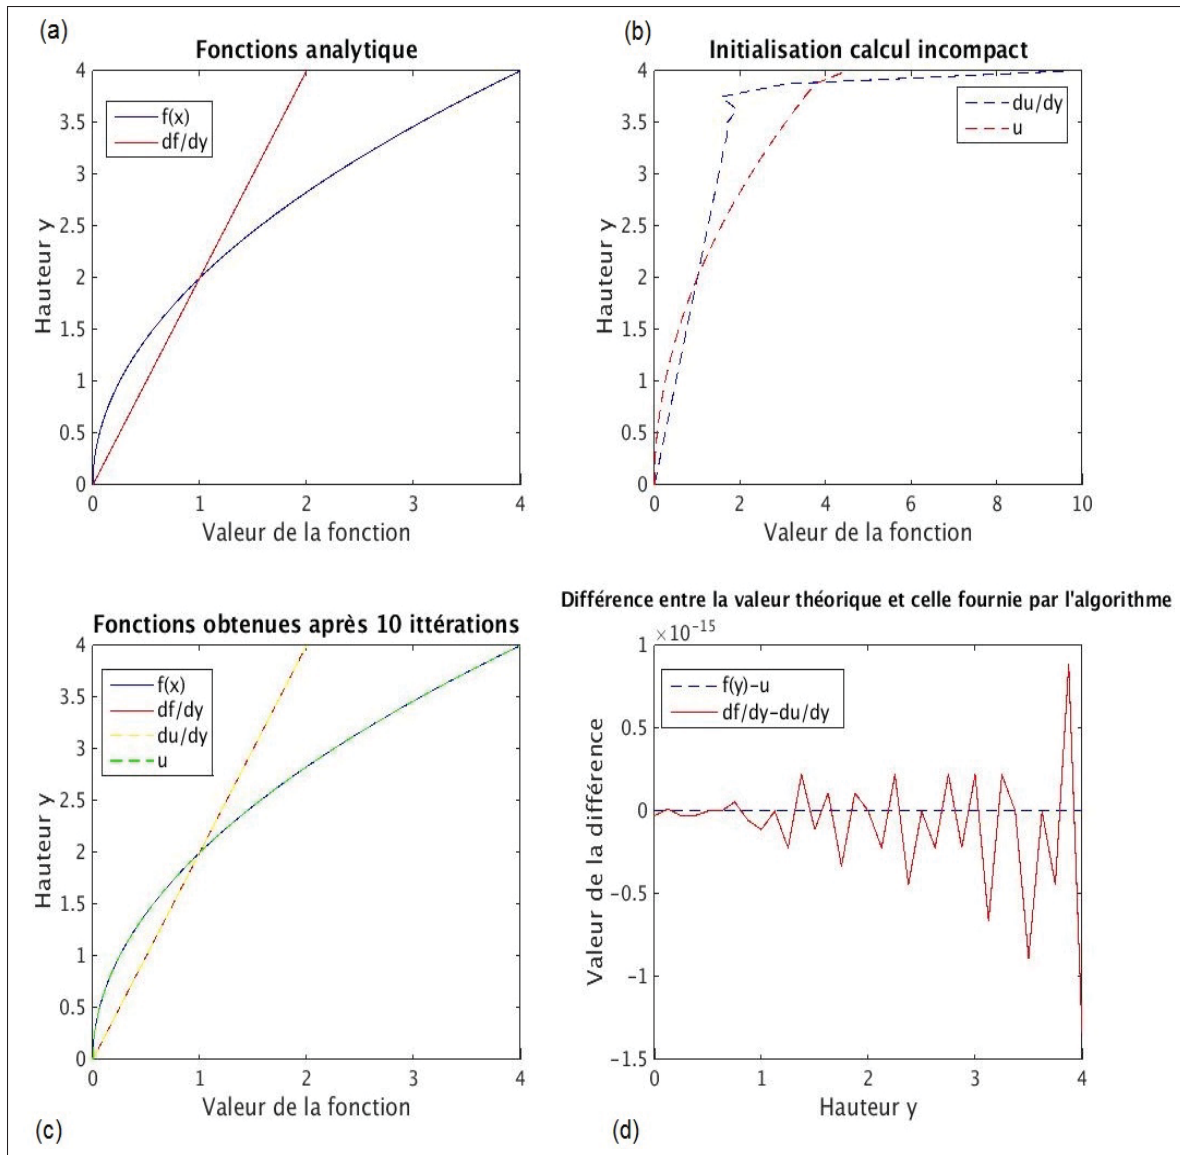 (a)
Fonctions analytique
4
3.5
3
2.5
2
1.5
1
0.5
0
0
1
2
3
4
f(x)
df/dy
Hauteur y
Valeur de la fonction
(b)
Initialisation calcul incompact
4
3.5
3
2.5
2
1.5
1
0.5
0
0
2
4
6
8
10
du/dy
u
Hauteur y
Valeur de la fonction
Fonctions obtenues après 10 ittérations
4
3.5
3
2.5
2
1.5
1
0.5
0
0
1
2
3
4
f(x)
df/dy
du/dy
u
Hauteur y
Valeur de la fonction
(c)
Différence entre la valeur théorique et celle fournie par l'algorithme
×10⁻¹⁵
1
0.5
0
−0.5
−1
−1.5
0
1
2
3
4
f(y)−u
df/dy−du/dy
Valeur de la différence
Hauteur y
(d)